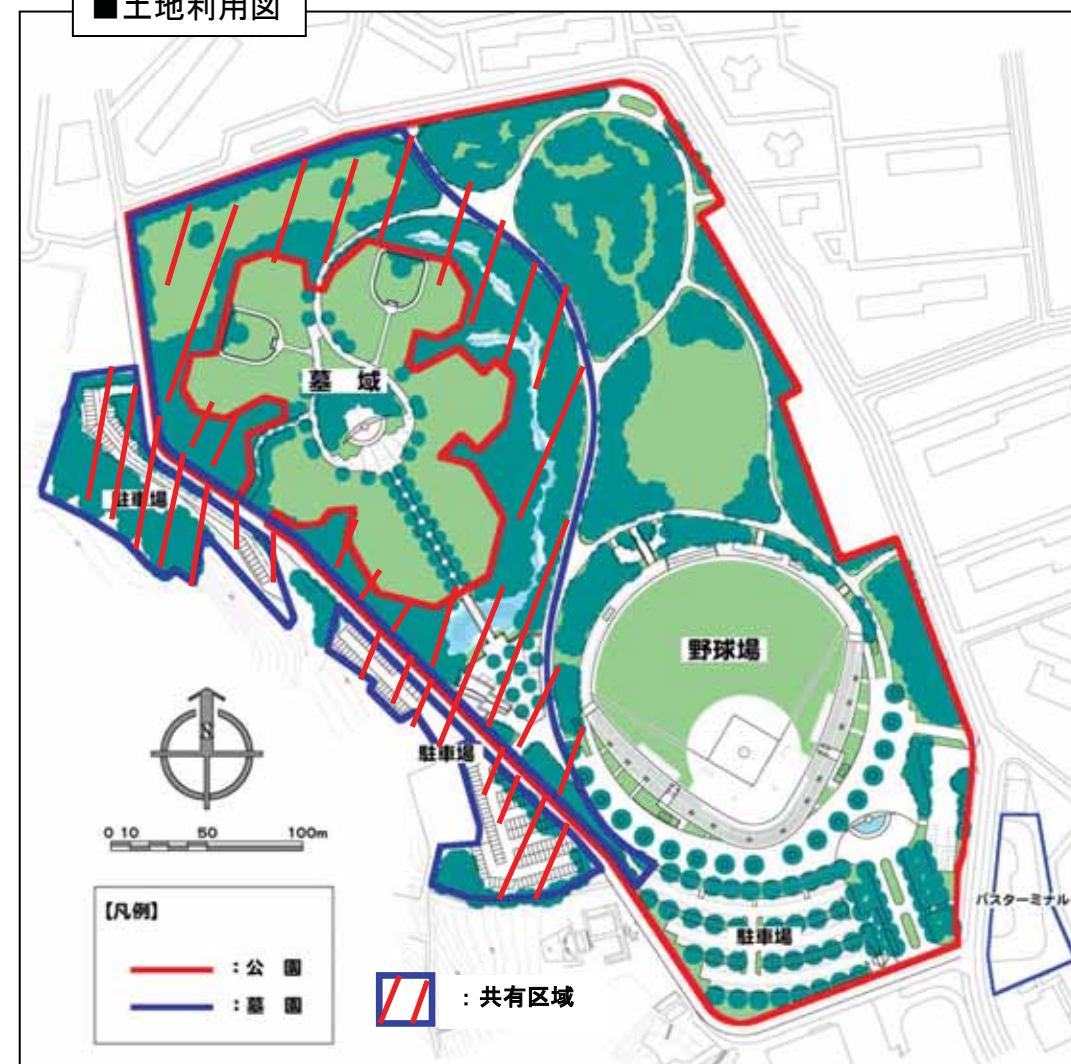 ■土地利用図
墓 域
駐車場
野球場
駐車場
0 10 50 100m
バスターミナル
駐車場
【凡例】
：公 園
：墓 園
：共有区域